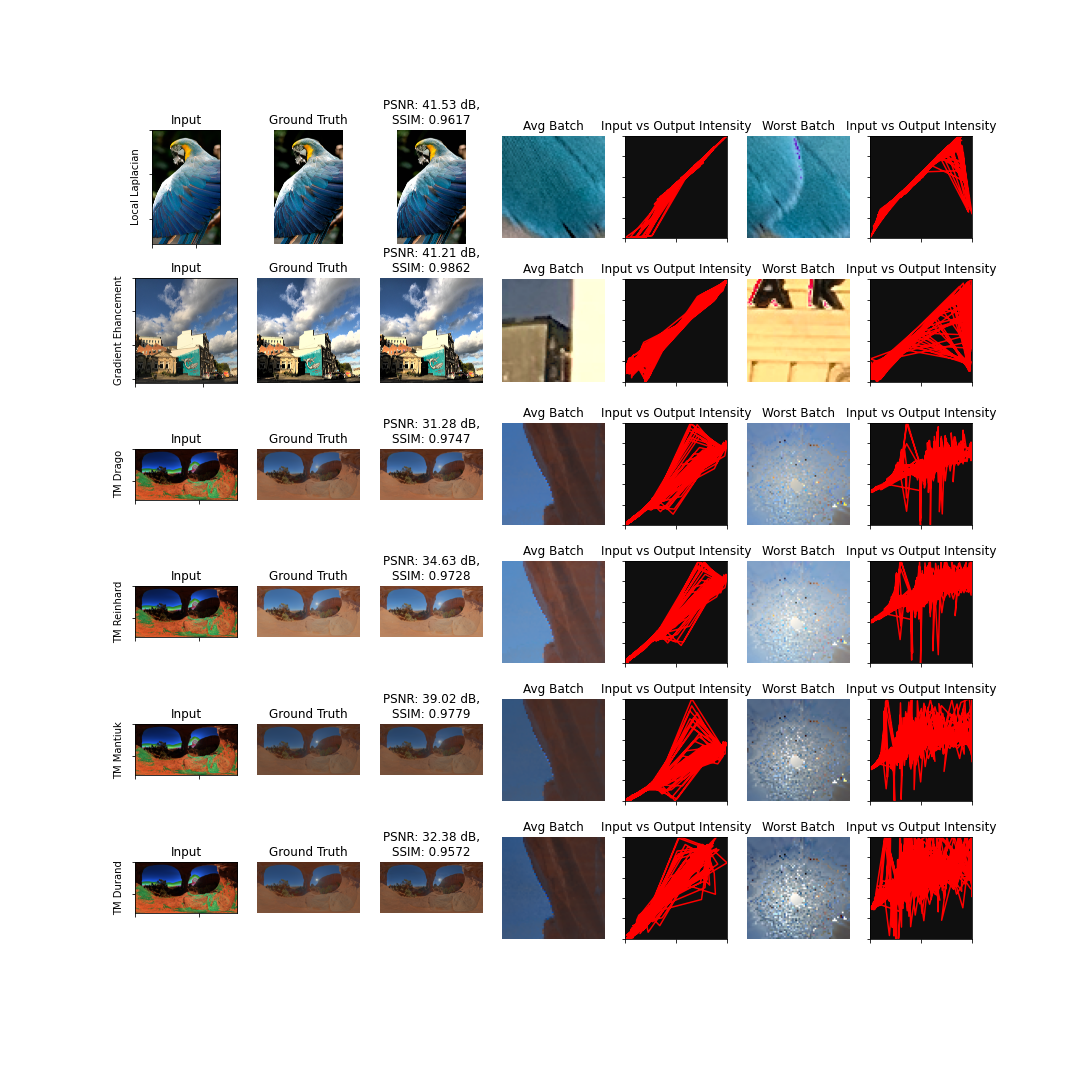 PSNR: 41.53 dB,
Input Ground Truth SSIM: 0.9617 Avg Batch Input vs Output Intensity Worst Batch Input vs Output Intensity
Local Laplacian
PSNR: 41.21 dB,
Input Ground Truth SSIM: 0.9862 Avg Batch Input vs Output Intensity Worst Batch Input vs Output Intensity
Gradient Ehancement
A K
PSNR: 31.28 dB,
Input Ground Truth SSIM: 0.9747 Avg Batch Input vs Output Intensity Worst Batch Input vs Output Intensity
TM Drago
PSNR: 34.63 dB,
Input Ground Truth SSIM: 0.9728 Avg Batch Input vs Output Intensity Worst Batch Input vs Output Intensity
TM Reinhard
PSNR: 39.02 dB,
Input Ground Truth SSIM: 0.9779 Avg Batch Input vs Output Intensity Worst Batch Input vs Output Intensity
TM Mantiuk
PSNR: 32.38 dB,
Input Ground Truth SSIM: 0.9572 Avg Batch Input vs Output Intensity Worst Batch Input vs Output Intensity
TM Durand